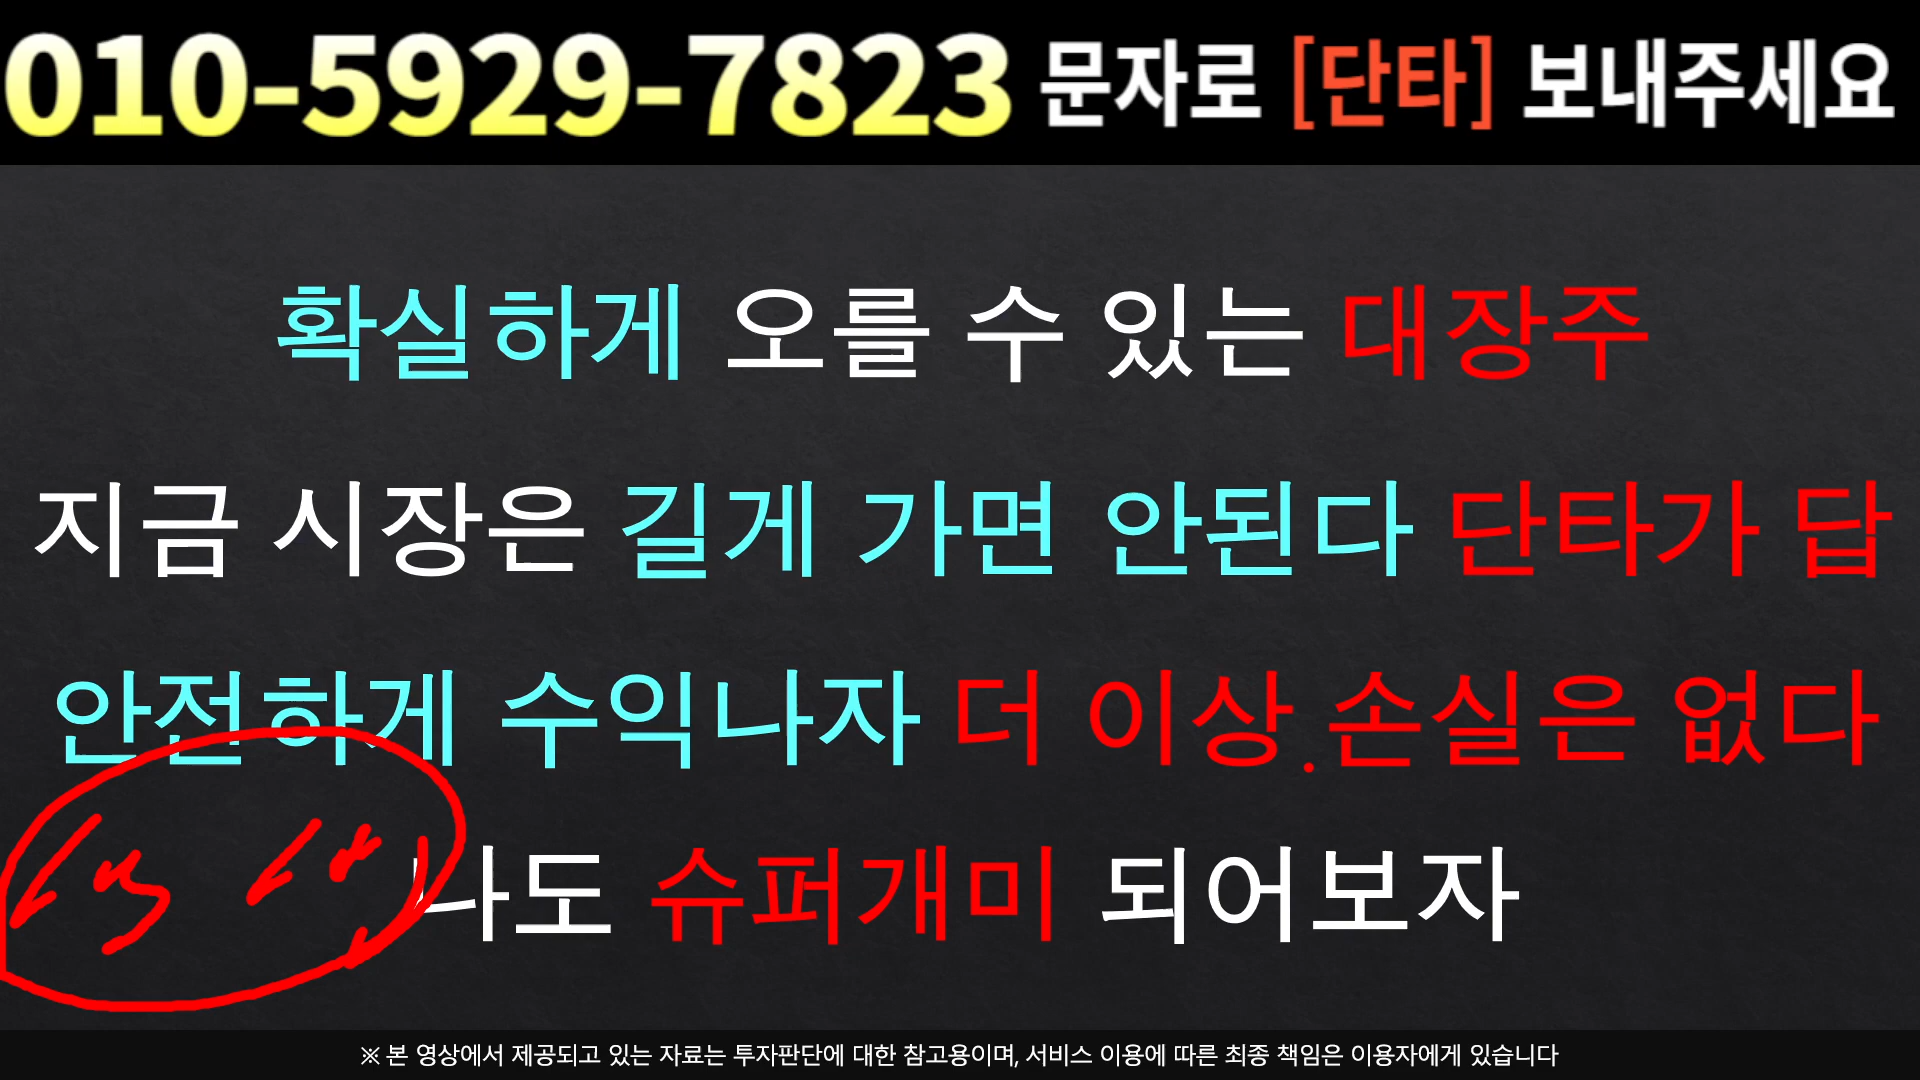 010-5929-7823 문자로 [단타] 보내주세요
확실하게 오를 수 있는 대장주
지금 시장은 길게 가면 안된다 단타가 답
안전하게 수익나자 더 이상 손실은 없다
나도 슈퍼개미 되어보자
※ 본 영상에서 제공되고 있는 자료는 투자판단에 대한 참고용이며, 서비스 이용에 따른 최종 책임은 이용자에게 있습니다